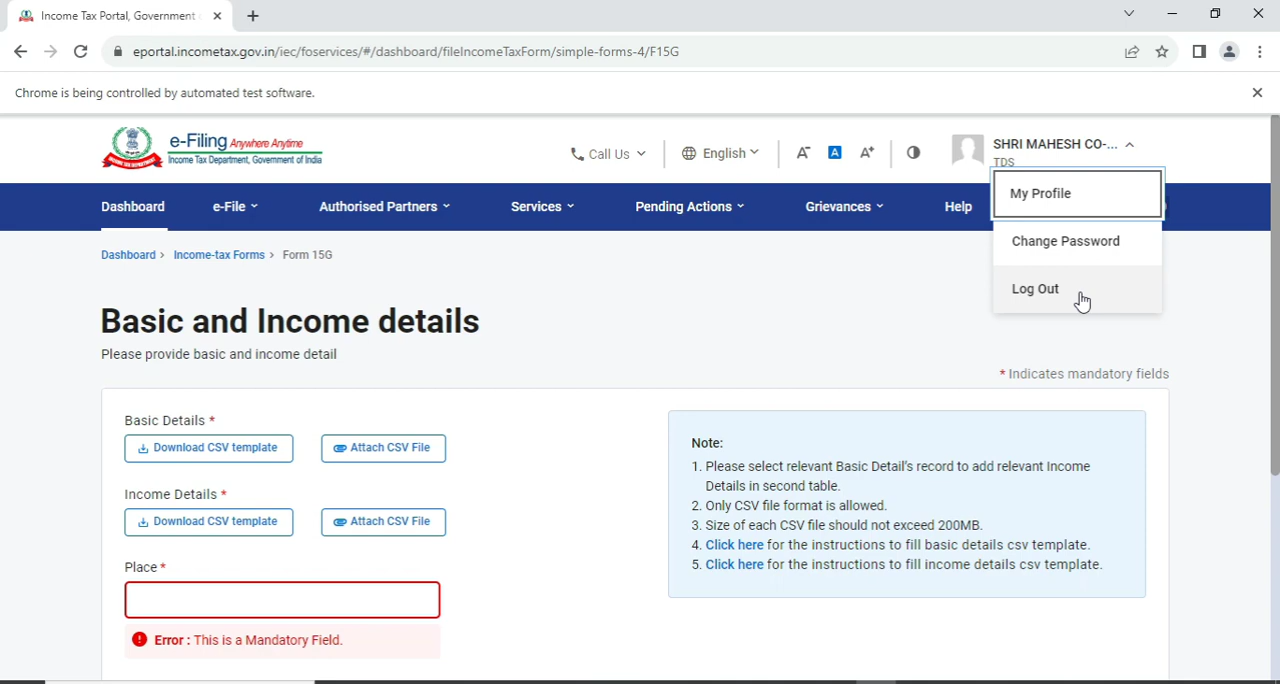 Income Tax Portal, Government
eportal.incometax.gov.in/iec/foservices/#/dashboard/fileIncomeTaxForm/simple-forms-4/F15G
Chrome is being controlled by automated test software.
e-Filing Anywhere Anytime
Income Tax Department, Government of India
Call Us
English
A-
A
A+
SHRI MAHESH CO-...
TDS
Dashboard
e-File
Authorised Partners
Services
Pending Actions
Grievances
Help
My Profile
Change Password
Log Out
Dashboard > Income-tax Forms > Form 15G
Basic and Income details
Please provide basic and income detail
* Indicates mandatory fields
Basic Details *
Download CSV template
Attach CSV File
Income Details *
Download CSV template
Attach CSV File
Place *
Error : This is a Mandatory Field.
Note:
1. Please select relevant Basic Detail's record to add relevant Income
Details in second table.
2. Only CSV file format is allowed.
3. Size of each CSV file should not exceed 200MB.
4. Click here for the instructions to fill basic details csv template.
5. Click here for the instructions to fill income details csv template.